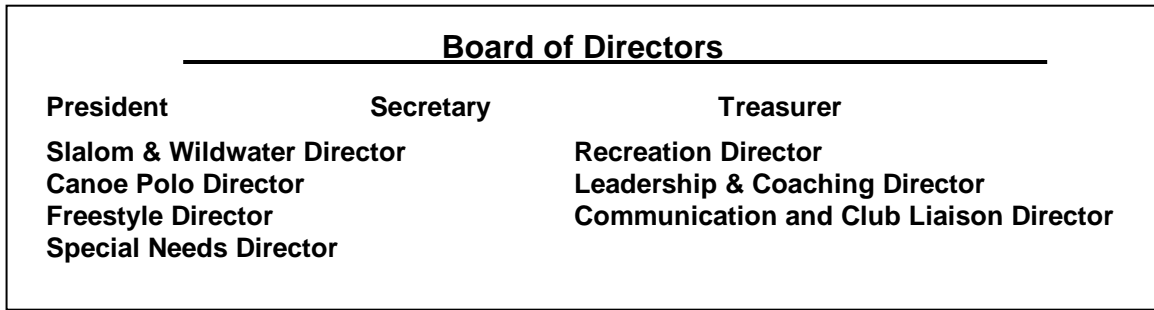 Board of Directors
President Secretary Treasurer
Slalom & Wildwater Director Recreation Director
Canoe Polo Director Leadership & Coaching Director
Freestyle Director Communication and Club Liaison Director
Special Needs Director